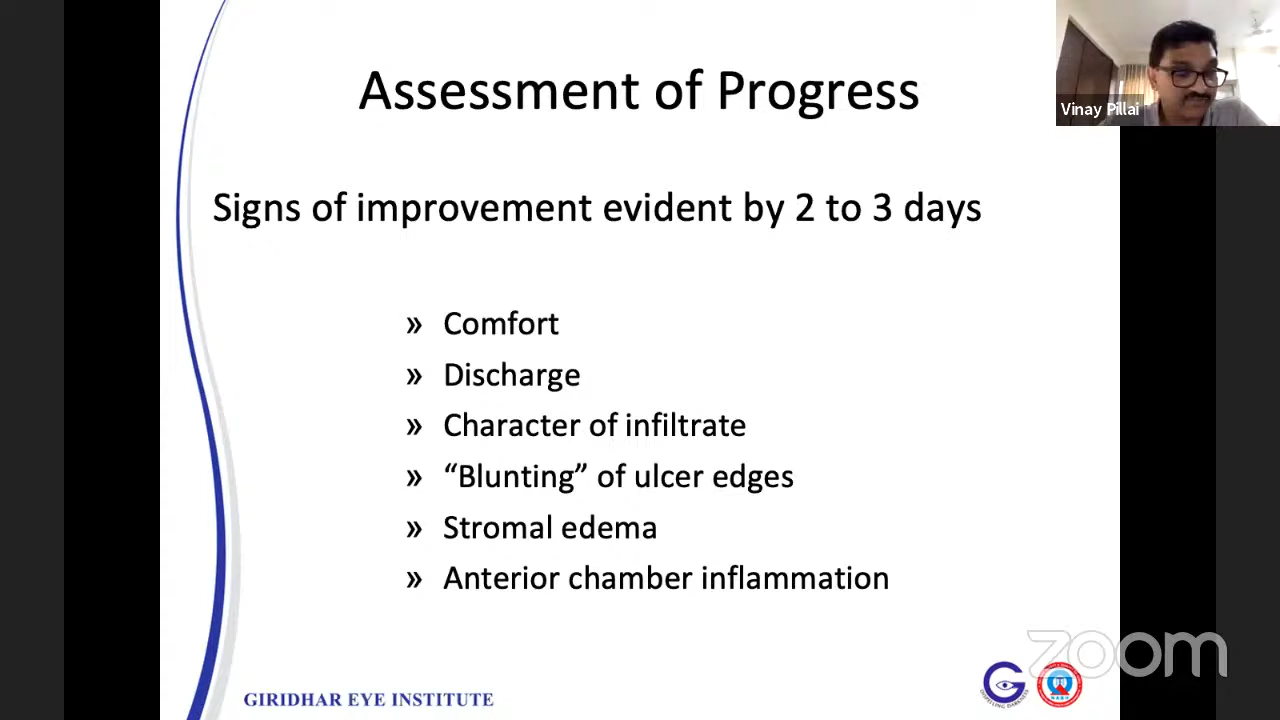 Assessment of Progress
Vinay Pillai
Signs of improvement evident by 2 to 3 days
» Comfort
» Discharge
» Character of infiltrate
» “Blunting” of ulcer edges
» Stromal edema
» Anterior chamber inflammation
zoom
GIRIDHAR EYE INSTITUTE